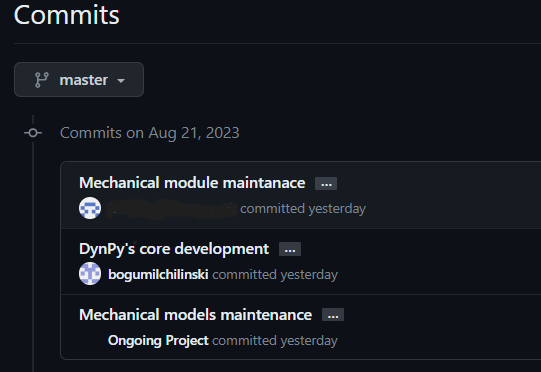 Commits
master
Commits on Aug 21, 2023
Mechanical module maintanace ...
committed yesterday
DynPy's core development ...
bogumilchilinski committed yesterday
Mechanical models maintenance ...
Ongoing Project committed yesterday